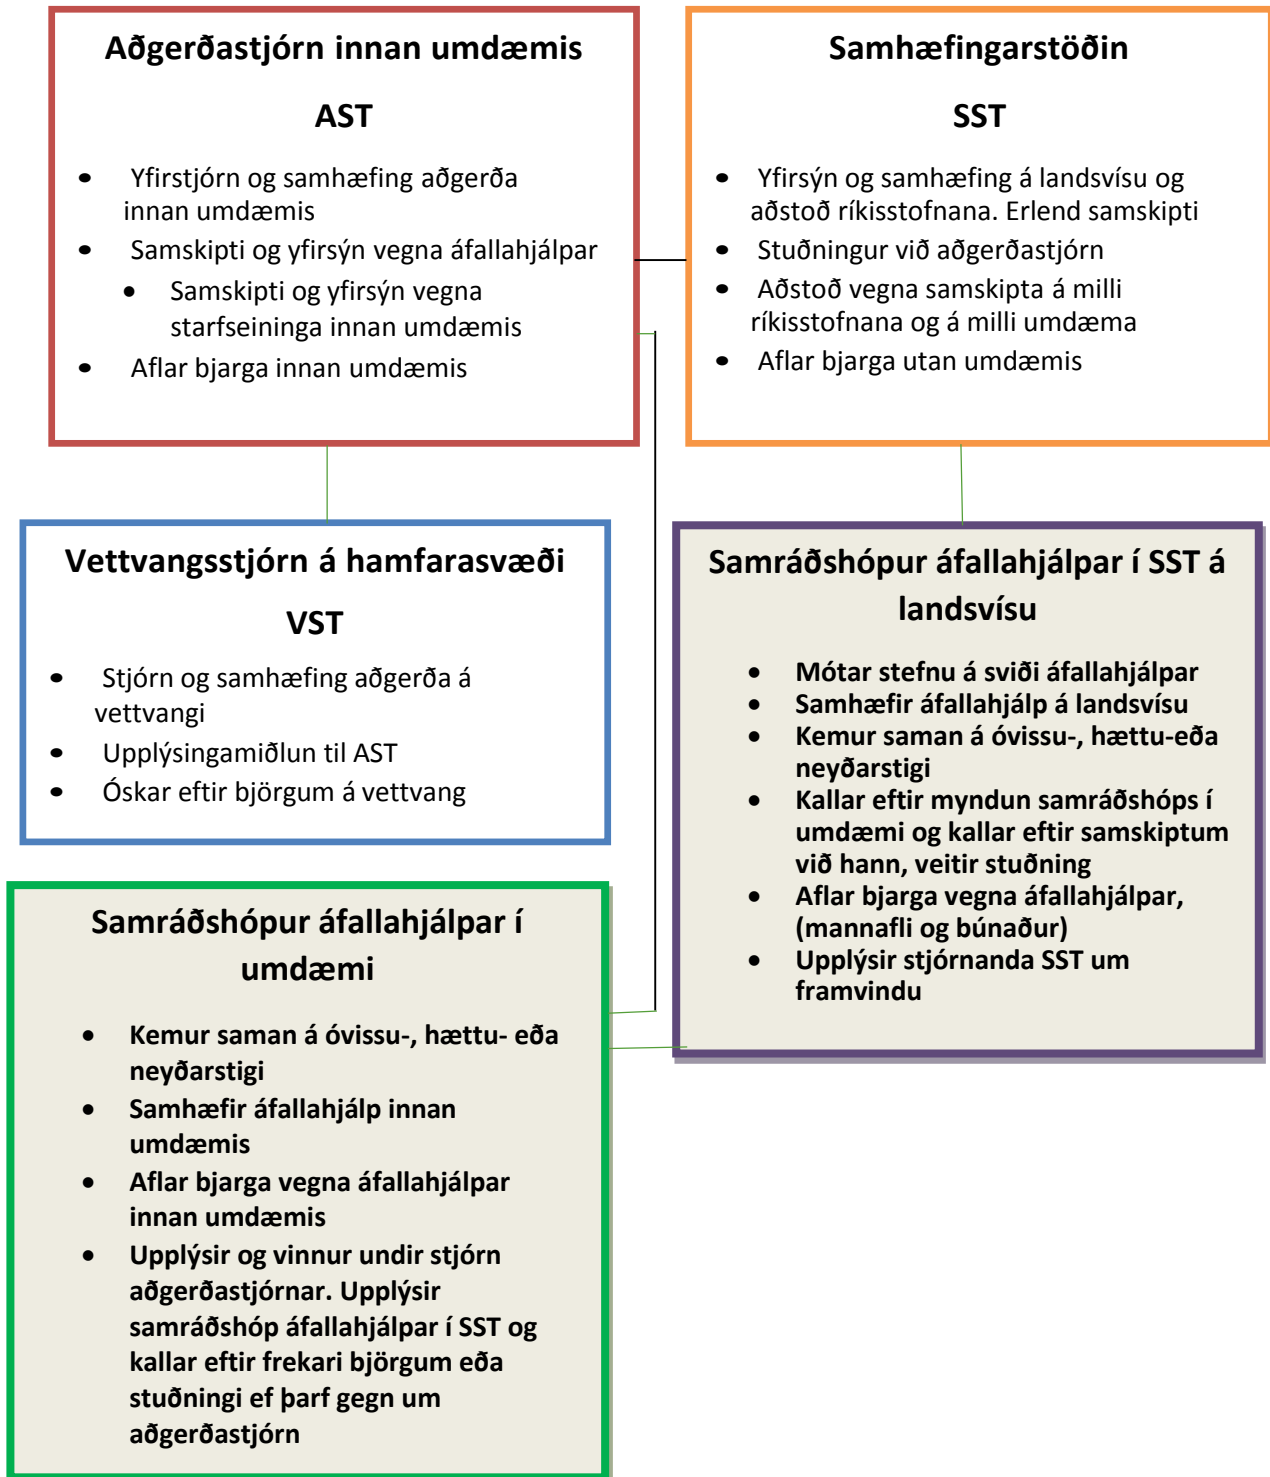 Aðgerðastjórn innan umdæmis
AST
• Yfirstjórn og samhæfing aðgerða
innan umdæmis
• Samskipti og yfirsýn vegna áfallahjálpar
• Samskipti og yfirsýn vegna
starfseininga innan umdæmis
• Aflar bjarga innan umdæmis
Samhæfingarstöðin
SST
• Yfirsýn og samhæfing á landsvísu og
aðstoð ríkisstofnana. Erlend samskipti
• Stuðningur við aðgerðastjórn
• Aðstoð vegna samskipta á milli
ríkisstofnana og á milli umdæma
• Aflar bjarga utan umdæmis
Vettvangsstjórn á hamfarasvæði
VST
• Stjórn og samhæfing aðgerða á
vettvangi
• Upplýsingamiðlun til AST
• Óskar eftir björgum á vettvang
Samráðshópur áfallahjálpar í SST á
landsvísu
• Mótar stefnu á sviði áfallahjálpar
• Samhæfir áfallahjálp á landsvísu
• Kemur saman á óvissu-, hættu-eða
neyðarstigi
• Kallar eftir myndun samráðshóps í
umdæmi og kallar eftir samskiptum
við hann, veitir stuðning
• Aflar bjarga vegna áfallahjálpar,
(mannafli og búnaður)
• Upplýsir stjórnanda SST um
framvindu
Samráðshópur áfallahjálpar í
umdæmi
• Kemur saman á óvissu-, hættu- eða
neyðarstigi
• Samhæfir áfallahjálp innan
umdæmis
• Aflar bjarga vegna áfallahjálpar
innan umdæmis
• Upplýsir og vinnur undir stjórn
aðgerðastjórnar. Upplýsir
samráðshóp áfallahjálpar í SST og
kallar eftir frekari björgum eða
stuðningi ef þarf gegn um
aðgerðastjórn